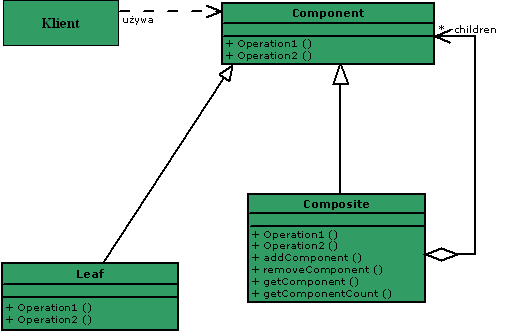 Klient
używa
Component
+ Operation1 ()
+ Operation2 ()
* - children
Composite
+ Operation1 ()
+ Operation2 ()
+ addComponent ()
+ removeComponent ()
+ getComponent ()
+ getComponentCount ()
Leaf
+ Operation1 ()
+ Operation2 ()